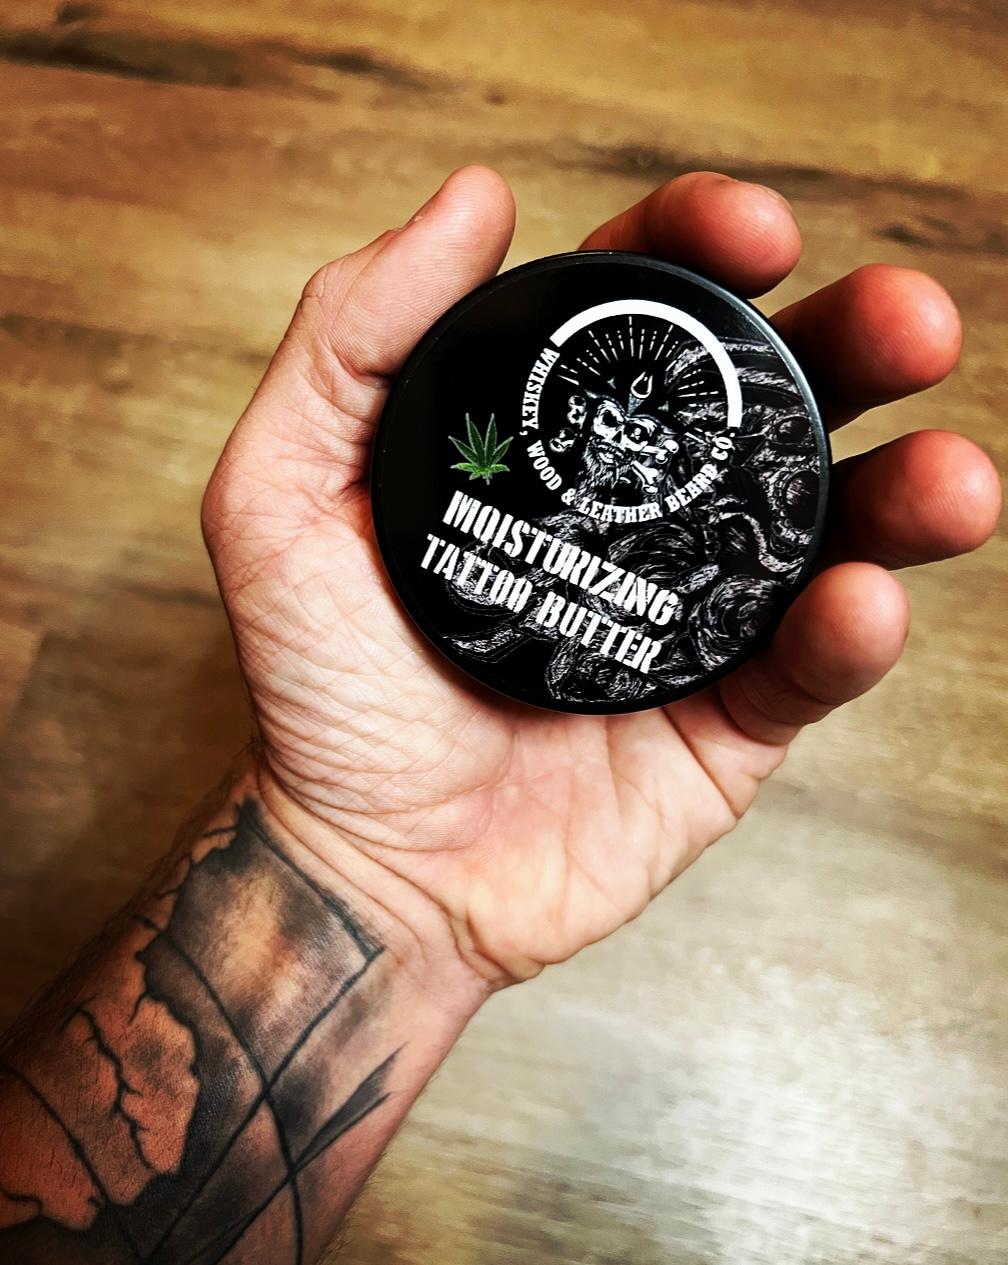 WHISKEY, WOOD & LEATHER BEARD CO.
MOISTURIZING
TATTOO BUTTER